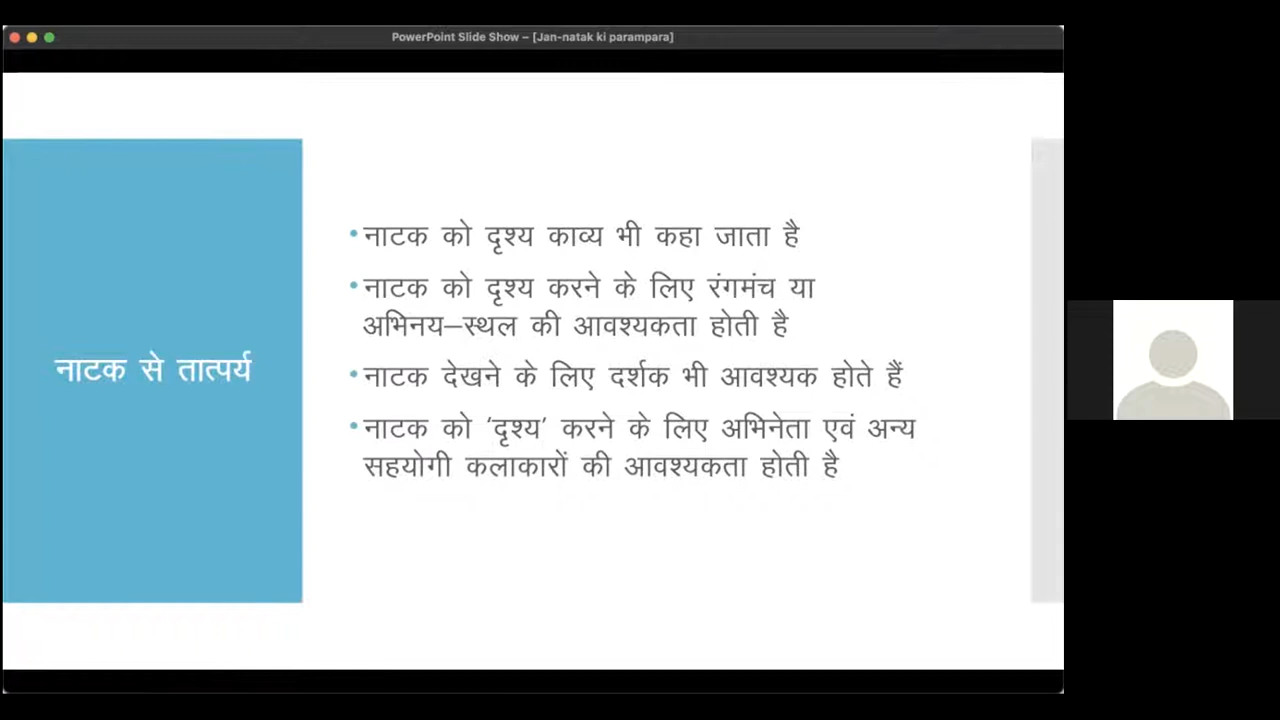 PowerPoint Slide Show – [Jan-natak ki parampara]
नाटक से तात्पर्य
•नाटक को दृश्य काव्य भी कहा जाता है
•नाटक को दृश्य करने के लिए रंगमंच या
अभिनय–स्थल की आवश्यकता होती है
•नाटक देखने के लिए दर्शक भी आवश्यक होते हैं
•नाटक को ‘दृश्य’ करने के लिए अभिनेता एवं अन्य
सहयोगी कलाकारों की आवश्यकता होती है